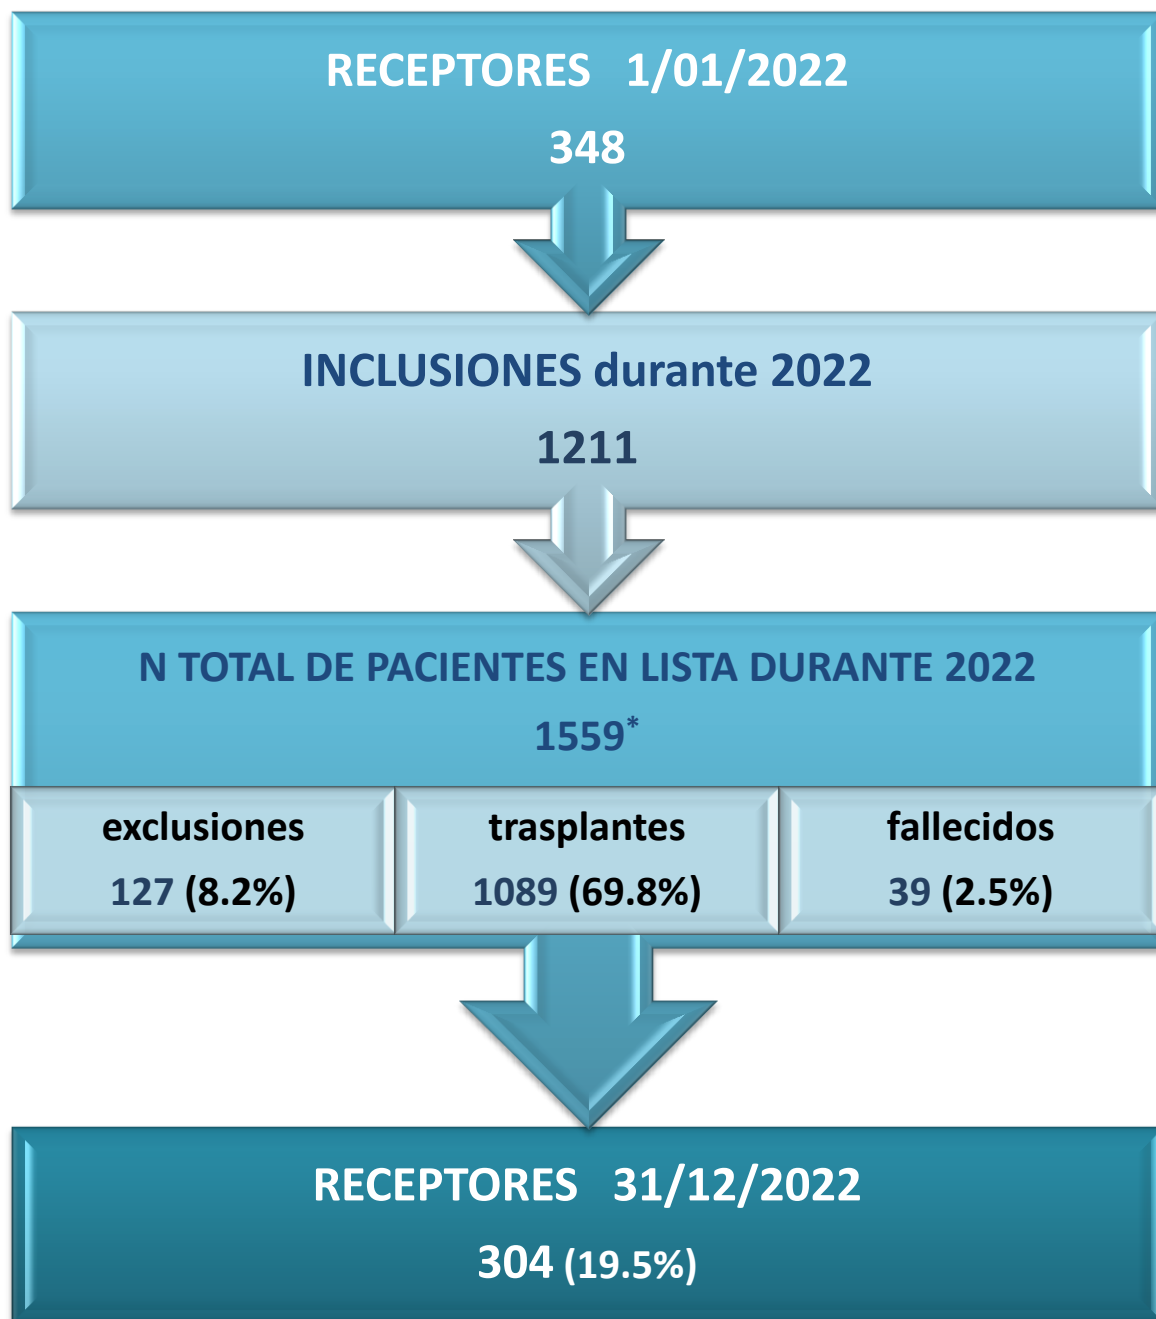 RECEPTORES 1/01/2022
348
INCLUSIONES durante 2022
1211
N TOTAL DE PACIENTES EN LISTA DURANTE 2022
1559*
exclusiones
127 (8.2%)
trasplantes
1089 (69.8%)
fallecidos
39 (2.5%)
RECEPTORES 31/12/2022
304 (19.5%)